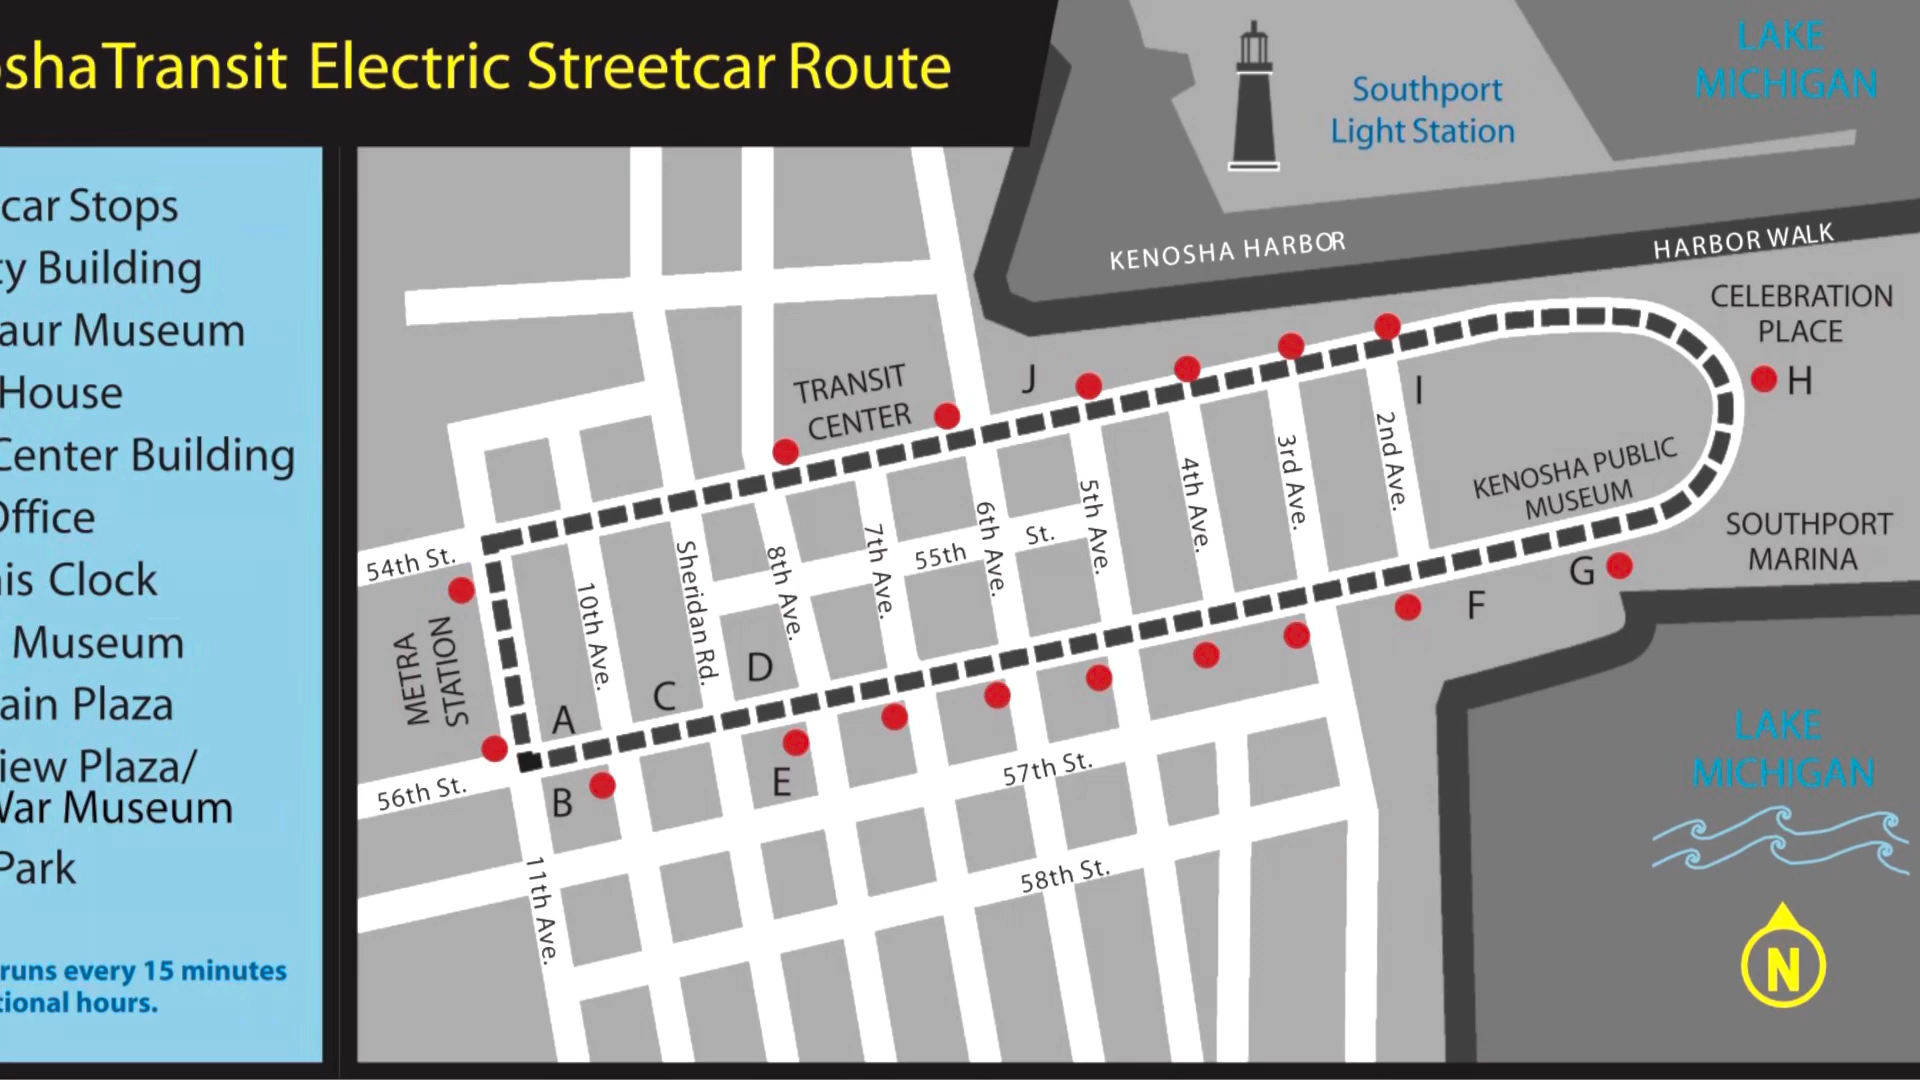 oshaTransit Electric Streetcar Route
car Stops
ty Building
aur Museum
House
Center Building
Office
nis Clock
Museum
ain Plaza
iew Plaza/
War Museum
Park
runs every 15 minutes
tional hours.
LAKE
MICHIGAN
Southport
Light Station
KENOSHA HARBOR
HARBOR WALK
CELEBRATION
PLACE
H
TRANSIT
CENTER
J
I
KENOSHA PUBLIC
MUSEUM
SOUTHPORT
MARINA
G
F
54th St.
55th St.
METRA
STATION
10th Ave.
Sheridan Rd.
8th Ave.
7th Ave.
6th Ave.
5th Ave.
4th Ave.
3rd Ave.
2nd Ave.
A
C
D
B
E
56th St.
57th St.
58th St.
11th Ave.
LAKE
MICHIGAN
N